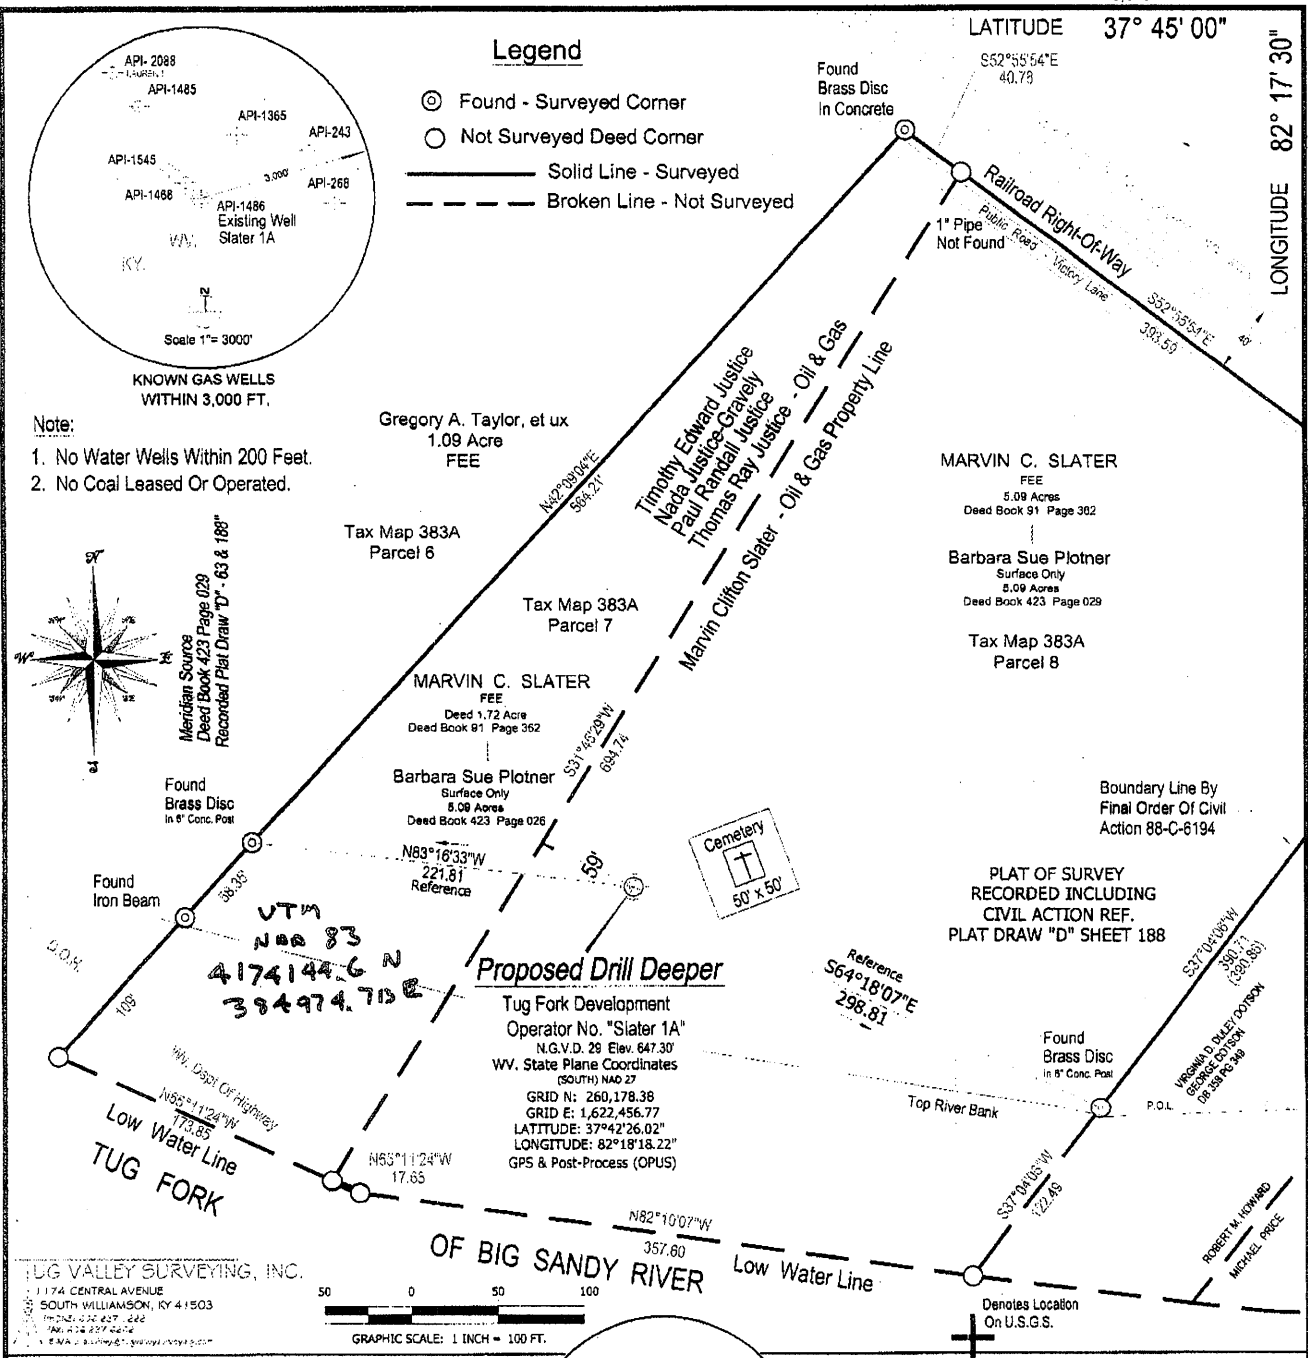 LATITUDE 37° 45' 00"
LONGITUDE 82° 17' 30"
Legend
Found - Surveyed Corner
Not Surveyed Deed Corner
Solid Line - Surveyed
Broken Line - Not Surveyed
API- 2088
API-1485
API-1365
API-243
API-1545
3,000'
API-268
API-1468
API-1486
Existing Well
Slater 1A
WV.
KY.
N
Scale 1"= 3000'
KNOWN GAS WELLS
WITHIN 3,000 FT.
Note:
1. No Water Wells Within 200 Feet.
2. No Coal Leased Or Operated.
Found
Brass Disc
In Concrete
S52°55'54"E
40.78
1" Pipe
Not Found
Railroad Right-Of-Way
Public Road - Victory Lane
S52°55'54"E
393.59
40'
Gregory A. Taylor, et ux
1.09 Acre
FEE
Tax Map 383A
Parcel 6
N42°09'04"E
564.21'
Timothy Edward Justice
Nada Justice-Gravely
Paul Randall Justice
Thomas Ray Justice - Oil & Gas
Marvin Clifton Slater - Oil & Gas Property Line
MARVIN C. SLATER
FEE
5.09 Acres
Deed Book 91 Page 362
Barbara Sue Plotner
Surface Only
5.09 Acres
Deed Book 423 Page 029
Tax Map 383A
Parcel 8
Tax Map 383A
Parcel 7
N
W
E
S
Meridian Source
Deed Book 423 Page 029
Recorded Plat Draw "D" - 63 & 188"
MARVIN C. SLATER
FEE
Deed 1.72 Acre
Deed Book 91 Page 362
Barbara Sue Plotner
Surface Only
5.09 Acres
Deed Book 423 Page 026
S31°46'29"W
694.74
Found
Brass Disc
In 6" Conc. Post
N83°16'33"W
221.81
Reference
59'
Cemetery
50' x 50'
Boundary Line By
Final Order Of Civil
Action 88-C-6194
PLAT OF SURVEY
RECORDED INCLUDING
CIVIL ACTION REF.
PLAT DRAW "D" SHEET 188
Found
Iron Beam
58.35'
D.O.H.
109'
UTM
NAD 83
4174144.6 N
384974.713 E
Proposed Drill Deeper
Tug Fork Development
Operator No. "Slater 1A"
N.G.V.D. 29 Elev. 647.30'
WV. State Plane Coordinates
(SOUTH) NAD 27
GRID N: 260,178.38
GRID E: 1,622,456.77
LATITUDE: 37°42'26.02"
LONGITUDE: 82°18'18.22"
GPS & Post-Process (OPUS)
Reference
S64°18'07"E
298.81
S37°04'06"W
390.71
(390.86)
VIRGINIA D. DULEY DOTSON
GEORGE DOTSON
DB 358 PG 349
Found
Brass Disc
In 6" Conc. Post
Top River Bank
P.O.L.
WV. Dept Of Highway
N65°11'24"W
173.85
Low Water Line
TUG FORK
N65°11'24"W
17.65
S37°04'06"W
122.49
ROBERT M. HOWARD
MICHAEL PRICE
N82°10'07"W
357.60
OF BIG SANDY RIVER
Low Water Line
Denotes Location
On U.S.G.S.
TUG VALLEY SURVEYING, INC.
1174 CENTRAL AVENUE
SOUTH WILLIAMSON, KY 41503
50 0 50 100
GRAPHIC SCALE: 1 INCH = 100 FT.